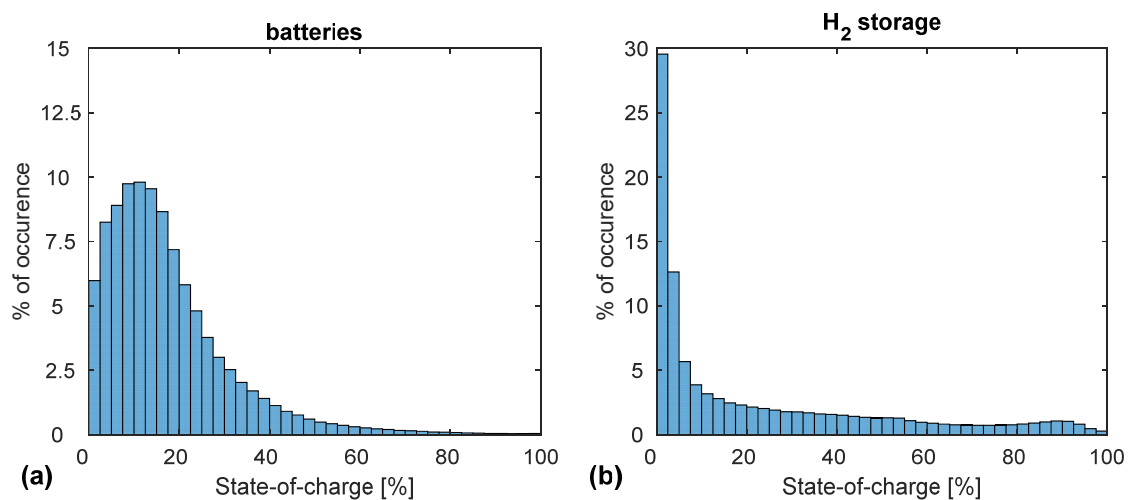 batteries
15
12.5
10
7.5
5
2.5
0
% of occurence
0 20 40 60 80 100
State-of-charge [%]
(a)
H2 storage
30
25
20
15
10
5
0
% of occurence
0 20 40 60 80 100
State-of-charge [%]
(b)